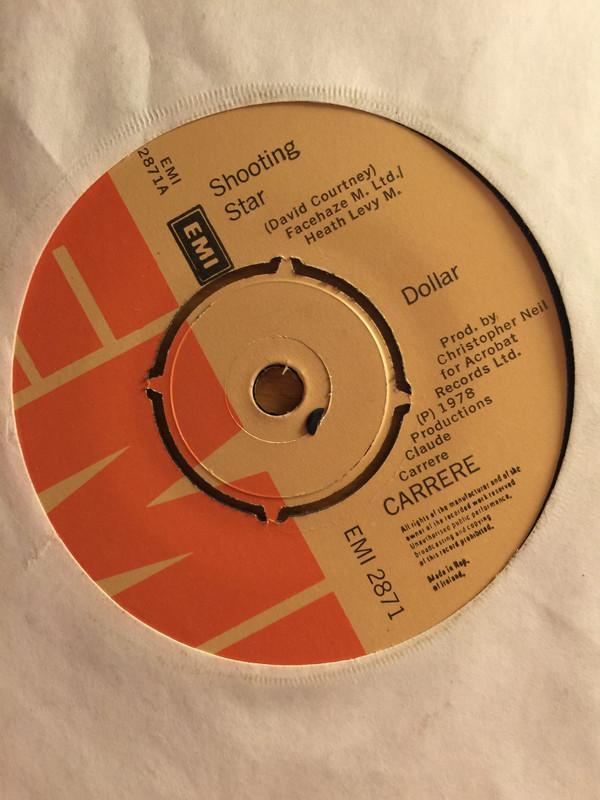 EMI
2871A
EMI
Shooting
Star
(David Courtney)
Facehaze M. Ltd./
Heath Levy M.
Dollar
Prod. by
Christopher Neil
for Acrobat
Records Ltd.
(P) 1978
Productions
Claude
Carrere
CARRERE
All rights of the manufacturer and of the
owner of the recorded work reserved
Unauthorised public performance,
broadcasting and copying
of this record prohibited.
Made in Rep.
of Ireland.
EMI 2871